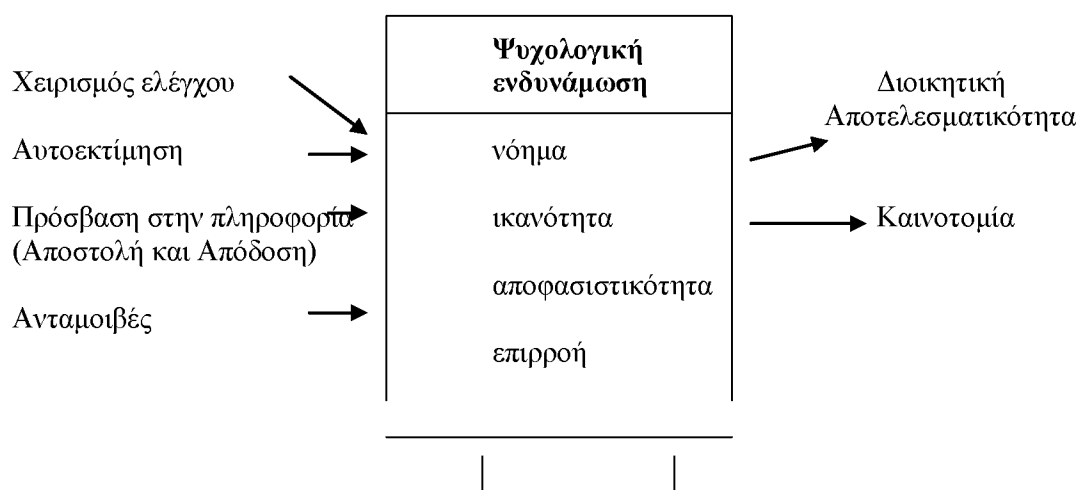 Ψυχολογική
ενδυνάμωση
Χειρισμός ελέγχου
Αυτοεκτίμηση
Πρόσβαση στην πληροφορία
(Αποστολή και Απόδοση)
Ανταμοιβές
νόημα
ικανότητα
αποφασιστικότητα
επιρροή
Διοικητική
Αποτελεσματικότητα
Καινοτομία